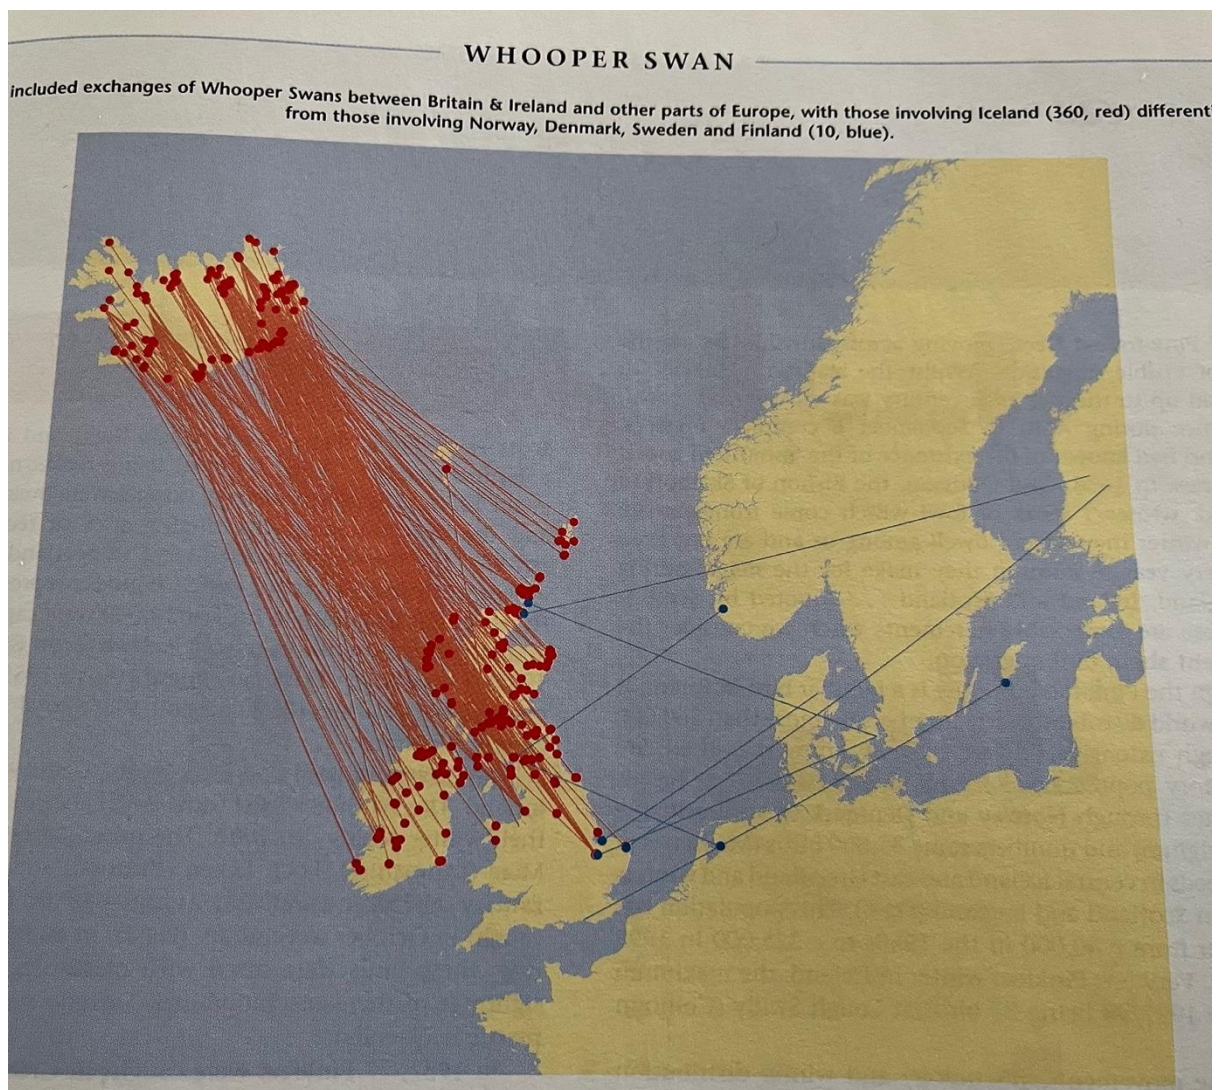 WHOOPER SWAN
included exchanges of Whooper Swans between Britain & Ireland and other parts of Europe, with those involving Iceland (360, red) different
from those involving Norway, Denmark, Sweden and Finland (10, blue).